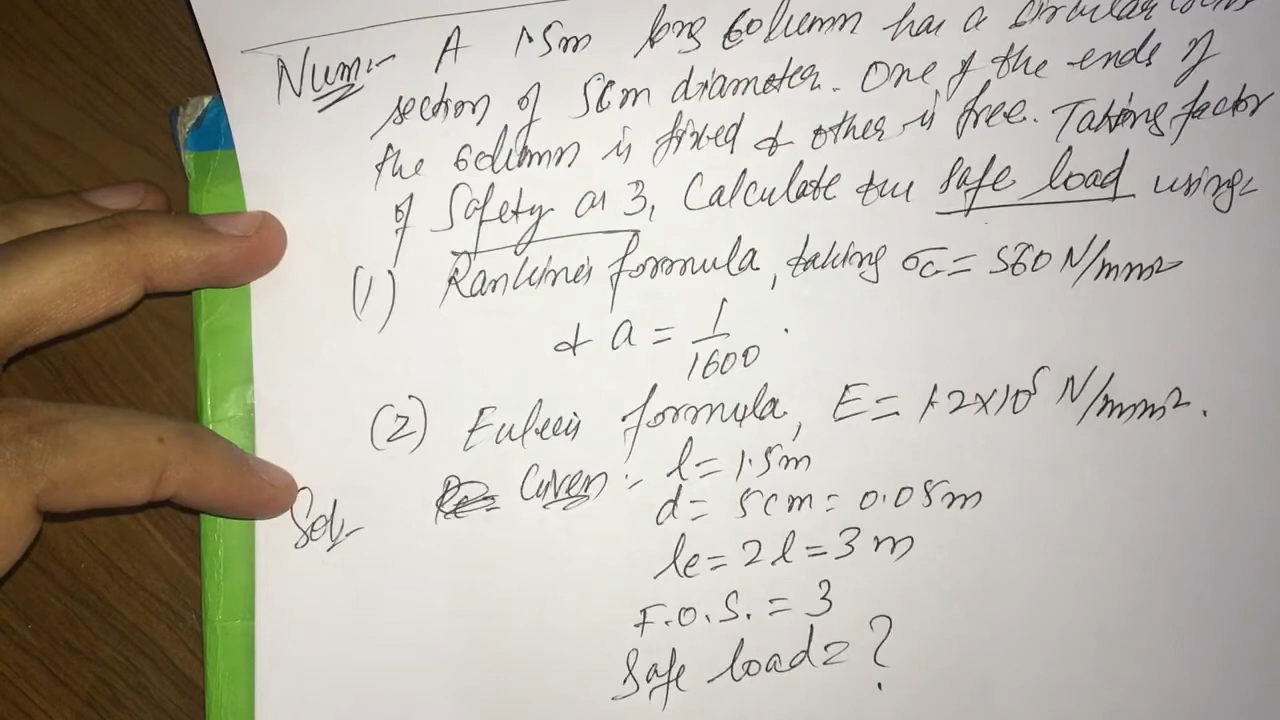 Num:- A 1.5m long column has a circular cross
section of 5cm diameter. One of the ends of
the column is fixed & other is free. Taking factor
of Safety as 3, Calculate the safe load using:
(1) Rankine's formula, taking σc = 560 N/mm²
& a = 1/1600.
(2) Euler's formula, E = 1.2×10⁵ N/mm².
Sol:- Given:- l = 1.5m
d = 5cm = 0.05m
le = 2l = 3m
F.O.S. = 3
Safe load = ?